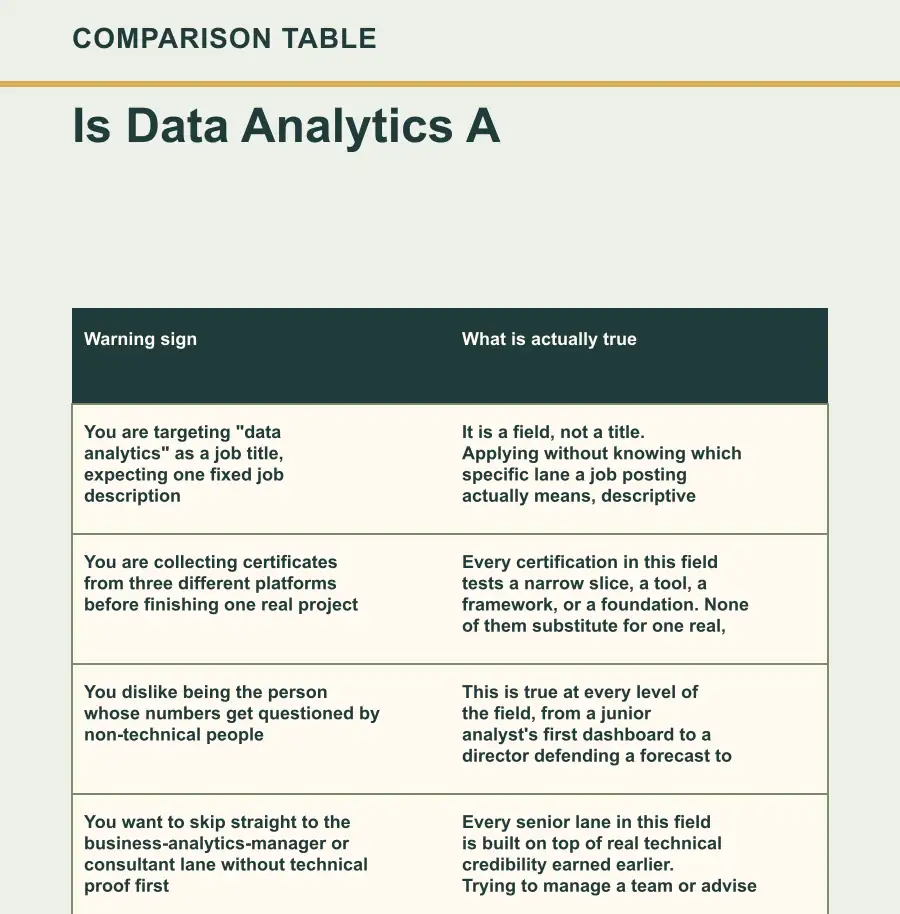 COMPARISON TABLE
Is Data Analytics A
Warning sign
What is actually true
You are targeting "data
analytics" as a job title,
expecting one fixed job
description
It is a field, not a title.
Applying without knowing which
specific lane a job posting
actually means, descriptive
You are collecting certificates
from three different platforms
before finishing one real project
Every certification in this field
tests a narrow slice, a tool, a
framework, or a foundation. None
of them substitute for one real,
You dislike being the person
whose numbers get questioned by
non-technical people
This is true at every level of
the field, from a junior
analyst's first dashboard to a
director defending a forecast to
You want to skip straight to the
business-analytics-manager or
consultant lane without technical
proof first
Every senior lane in this field
is built on top of real technical
credibility earned earlier.
Trying to manage a team or advise